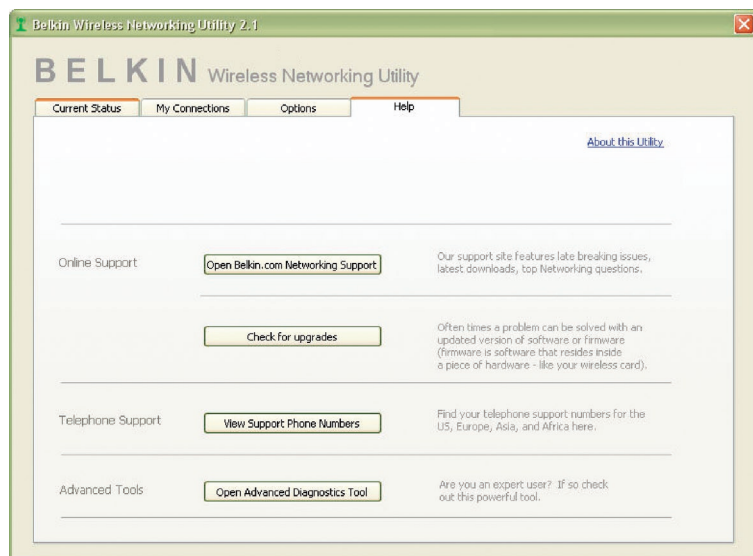 Belkin Wireless Networking Utility 2.1
BELKIN Wireless Networking Utility
Current Status My Connections Options Help
About this Utility
Online Support
Open Belkin.com Networking Support
Our support site features late breaking issues,
latest downloads, top Networking questions.
Check for upgrades
Often times a problem can be solved with an
updated version of software or firmware
(firmware is software that resides inside
a piece of hardware - like your wireless card).
Telephone Support
View Support Phone Numbers
Find your telephone support numbers for the
US, Europe, Asia, and Africa here.
Advanced Tools
Open Advanced Diagnostics Tool
Are you an expert user? If so check
out this powerful tool.